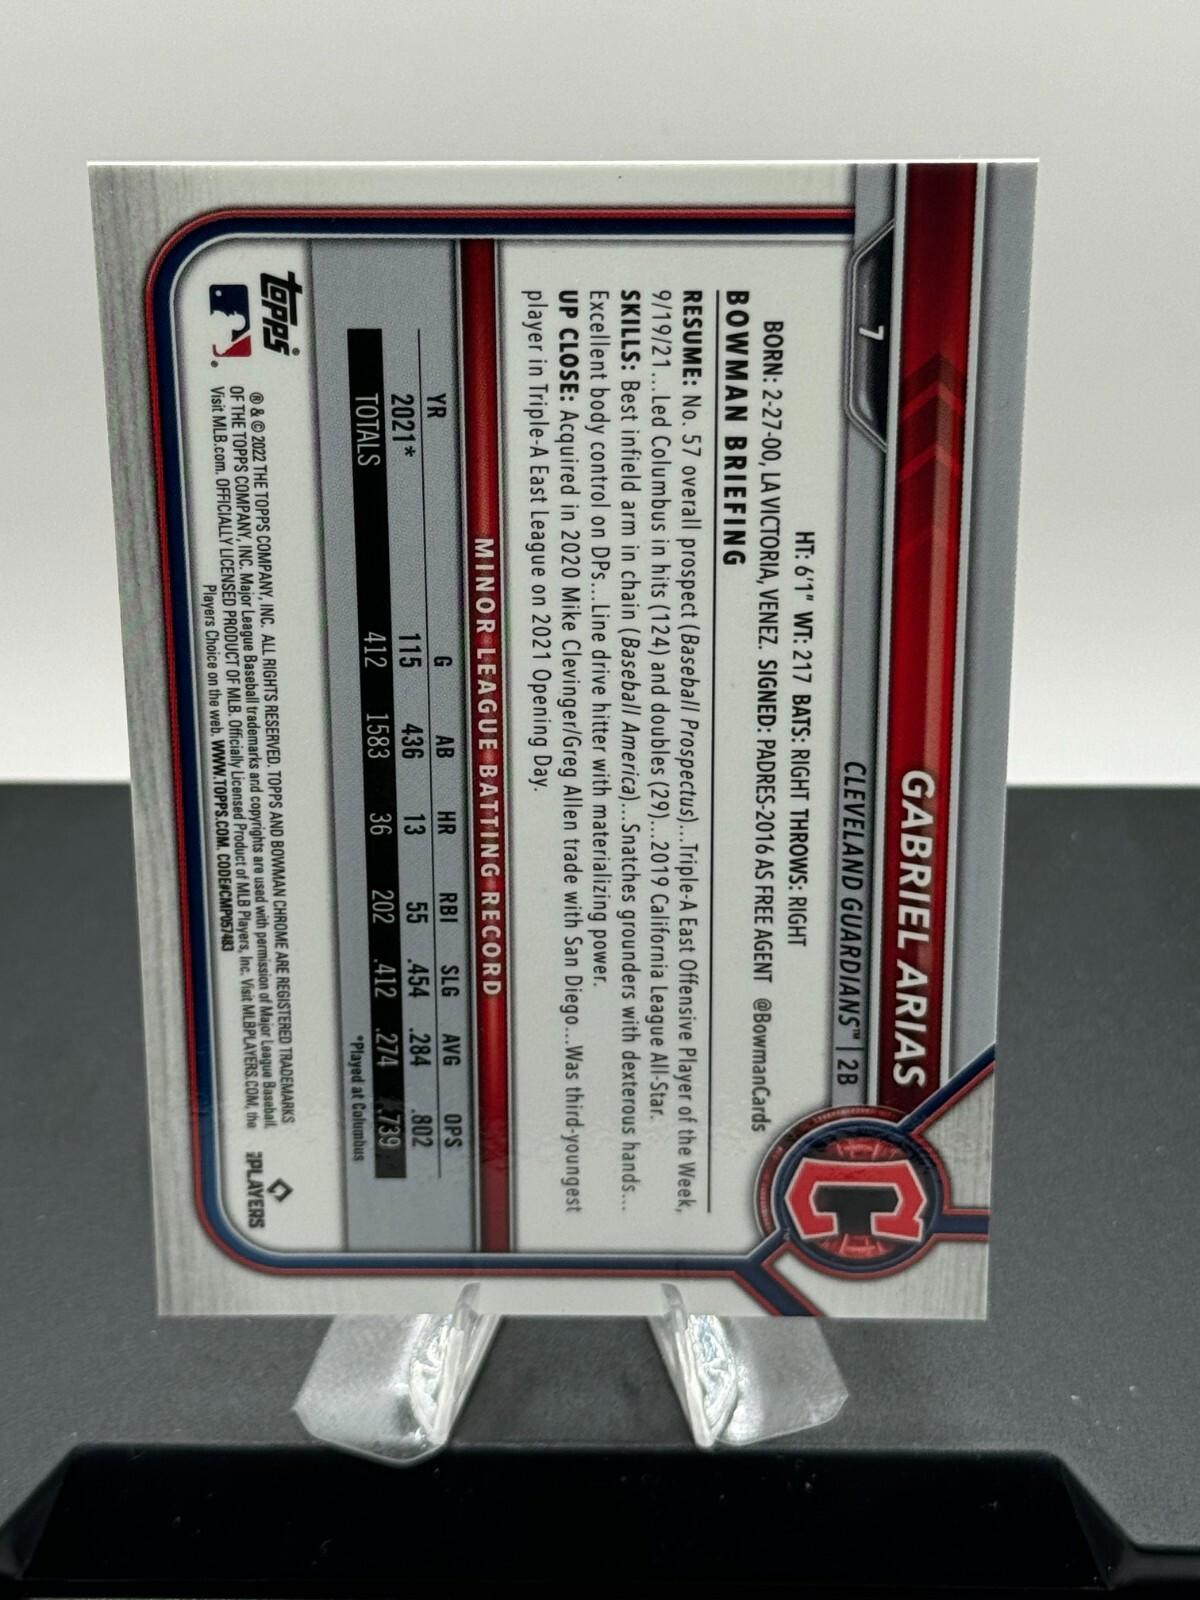 7
GABRIEL ARIAS
CLEVELAND GUARDIANS™ | 2B
HT: 6'1" WT: 217 BATS: RIGHT THROWS: RIGHT
BORN: 2-27-00, LA VICTORIA, VENEZ. SIGNED: PADRES-2016 AS FREE AGENT @BowmanCards
BOWMAN BRIEFING
RESUME: No. 57 overall prospect (Baseball Prospectus)...Triple-A East Offensive Player of the Week,
9/19/21 ...Led Columbus in hits (124) and doubles (29)...2019 California League All-Star.
SKILLS: Best infield arm in chain (Baseball America)...Snatches grounders with dexterous hands...
Excellent body control on DPs...Line drive hitter with materializing power.
UP CLOSE: Acquired in 2020 Mike Clevinger/Greg Allen trade with San Diego...Was third-youngest
player in Triple-A East League on 2021 Opening Day.
MINOR LEAGUE BATTING RECORD
YR G AB HR RBI SLG AVG OPS
2021* 115 436 13 55 .454 .284 .802
TOTALS 412 1583 36 202 .412 .274 .739
*Played at Columbus
topps®
® & © 2022 THE TOPPS COMPANY, INC. ALL RIGHTS RESERVED. TOPPS AND BOWMAN CHROME ARE REGISTERED TRADEMARKS
OF THE TOPPS COMPANY, INC. Major League Baseball trademarks and copyrights are used with permission of Major League Baseball.
Visit MLB.com. OFFICIALLY LICENSED PRODUCT OF MLB. Officially Licensed Product of MLB Players, Inc. Visit MLBPLAYERS.COM, the
Players Choice on the web. WWW.TOPPS.COM. CODE#CMP057483
PLAYERS
C